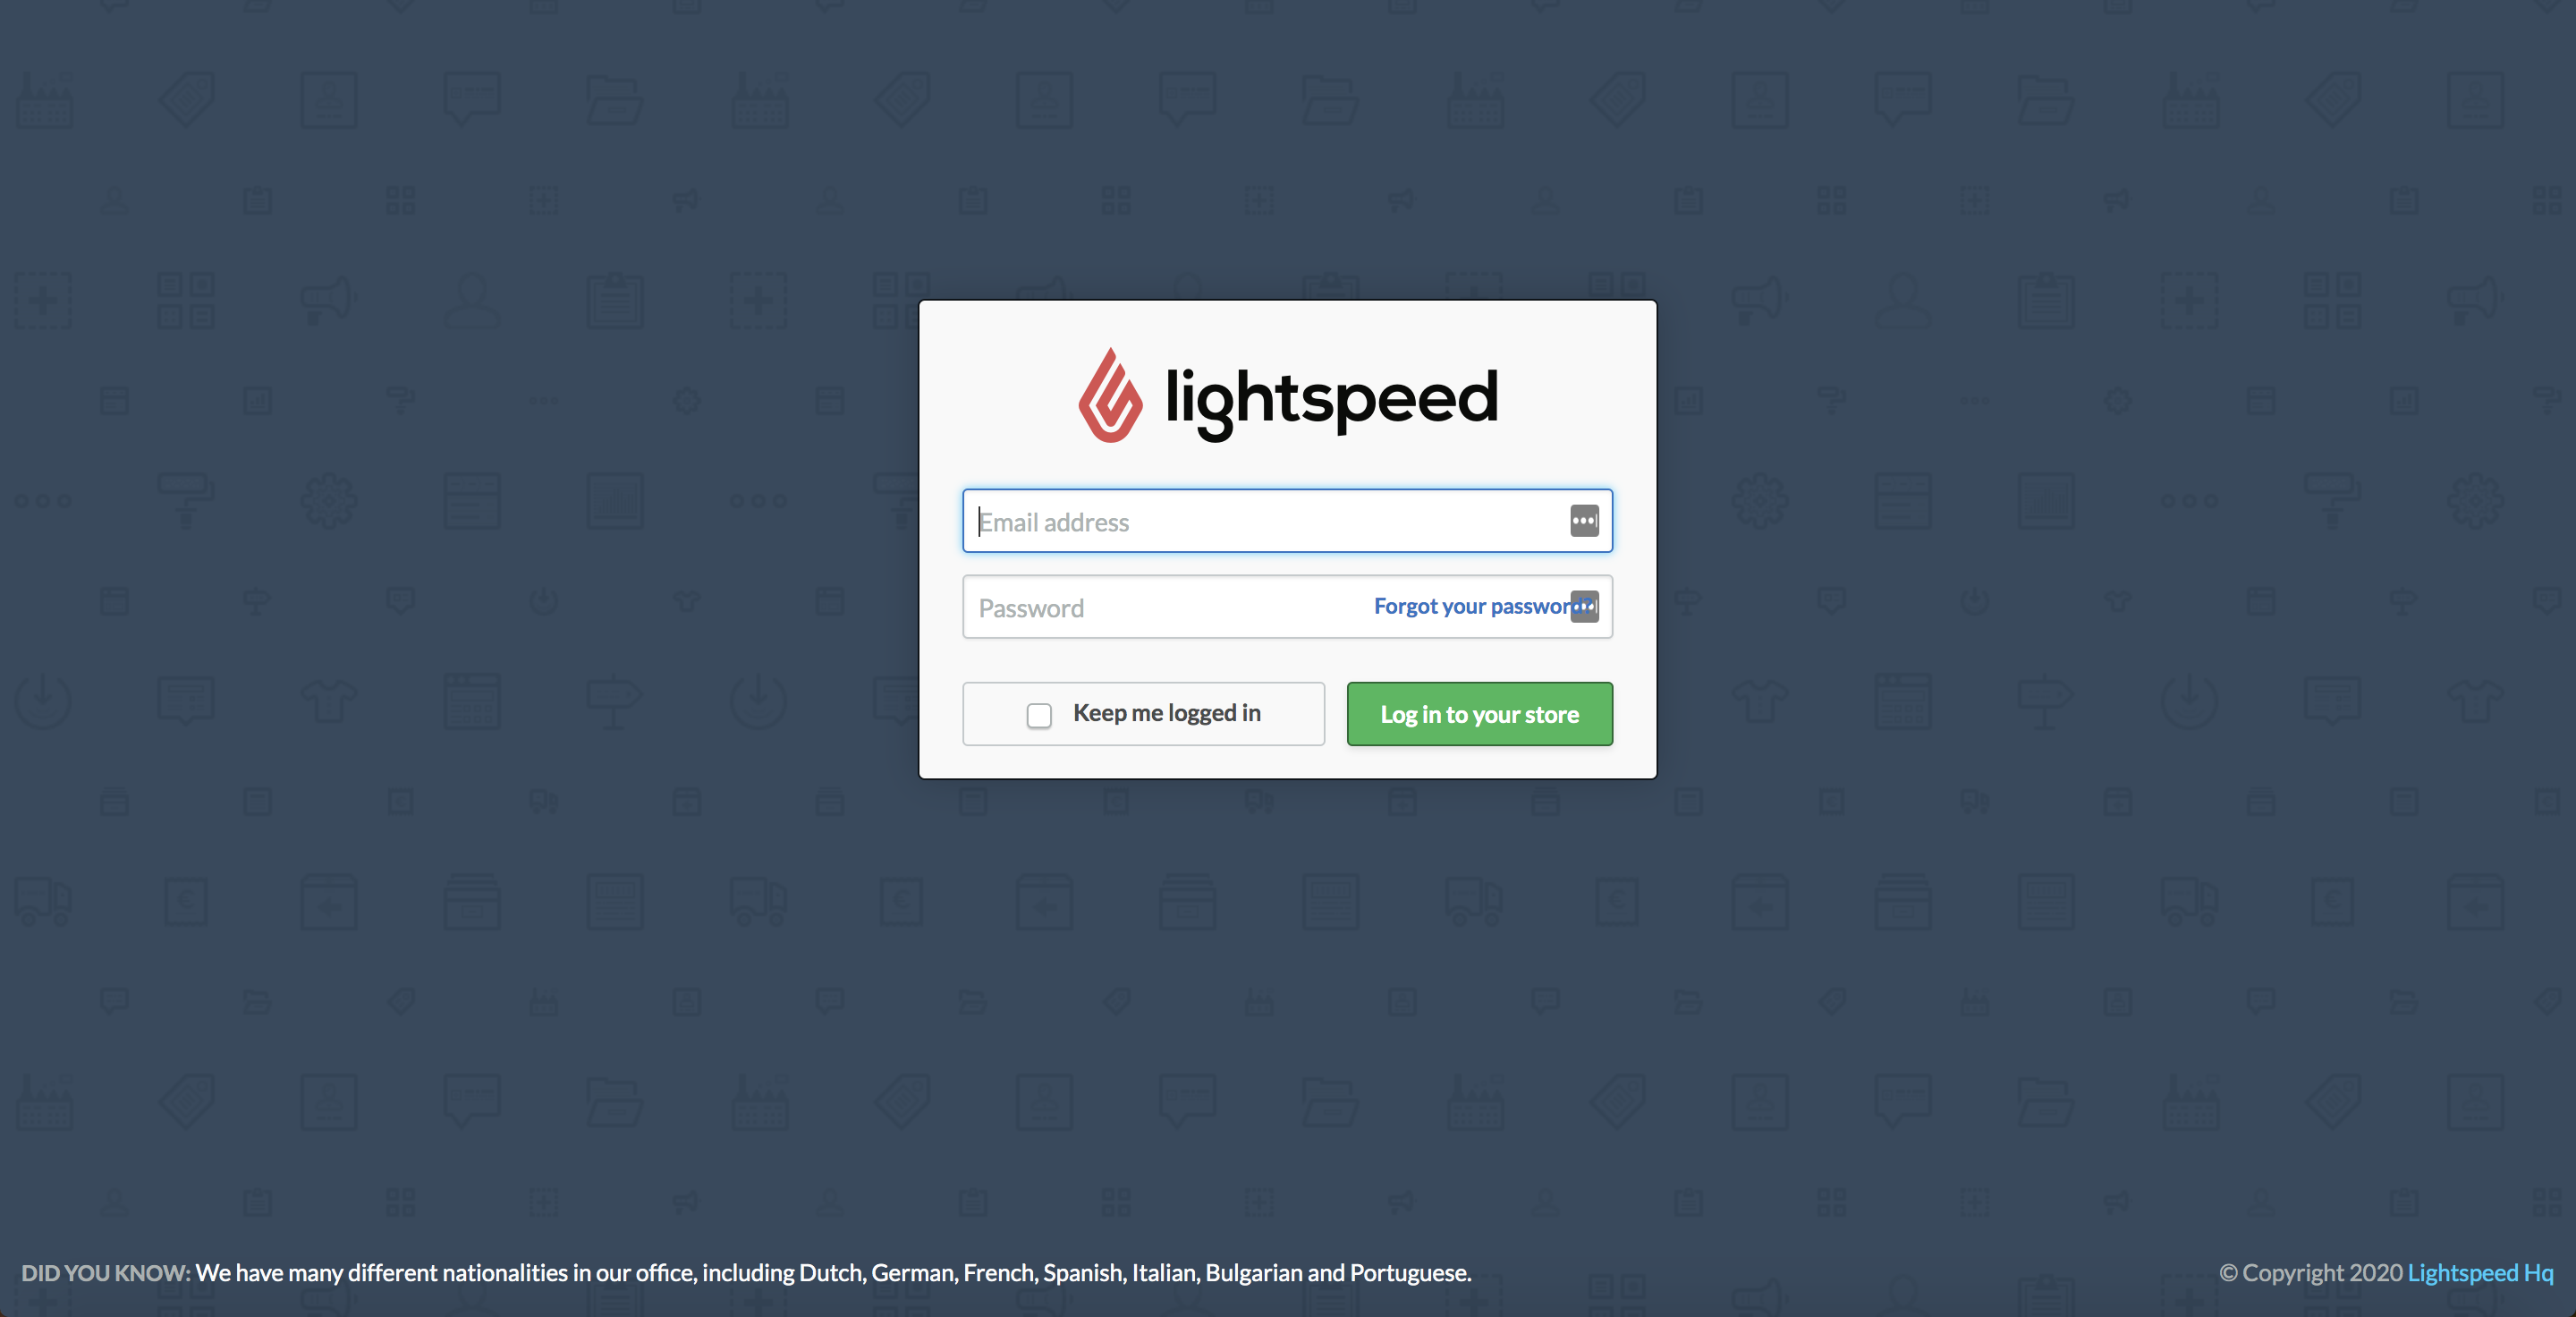 lightspeed
Email address
Password
Forgot your password?
Keep me logged in
Log in to your store
DID YOU KNOW: We have many different nationalities in our office, including Dutch, German, French, Spanish, Italian, Bulgarian and Portuguese.
© Copyright 2020 Lightspeed Hq